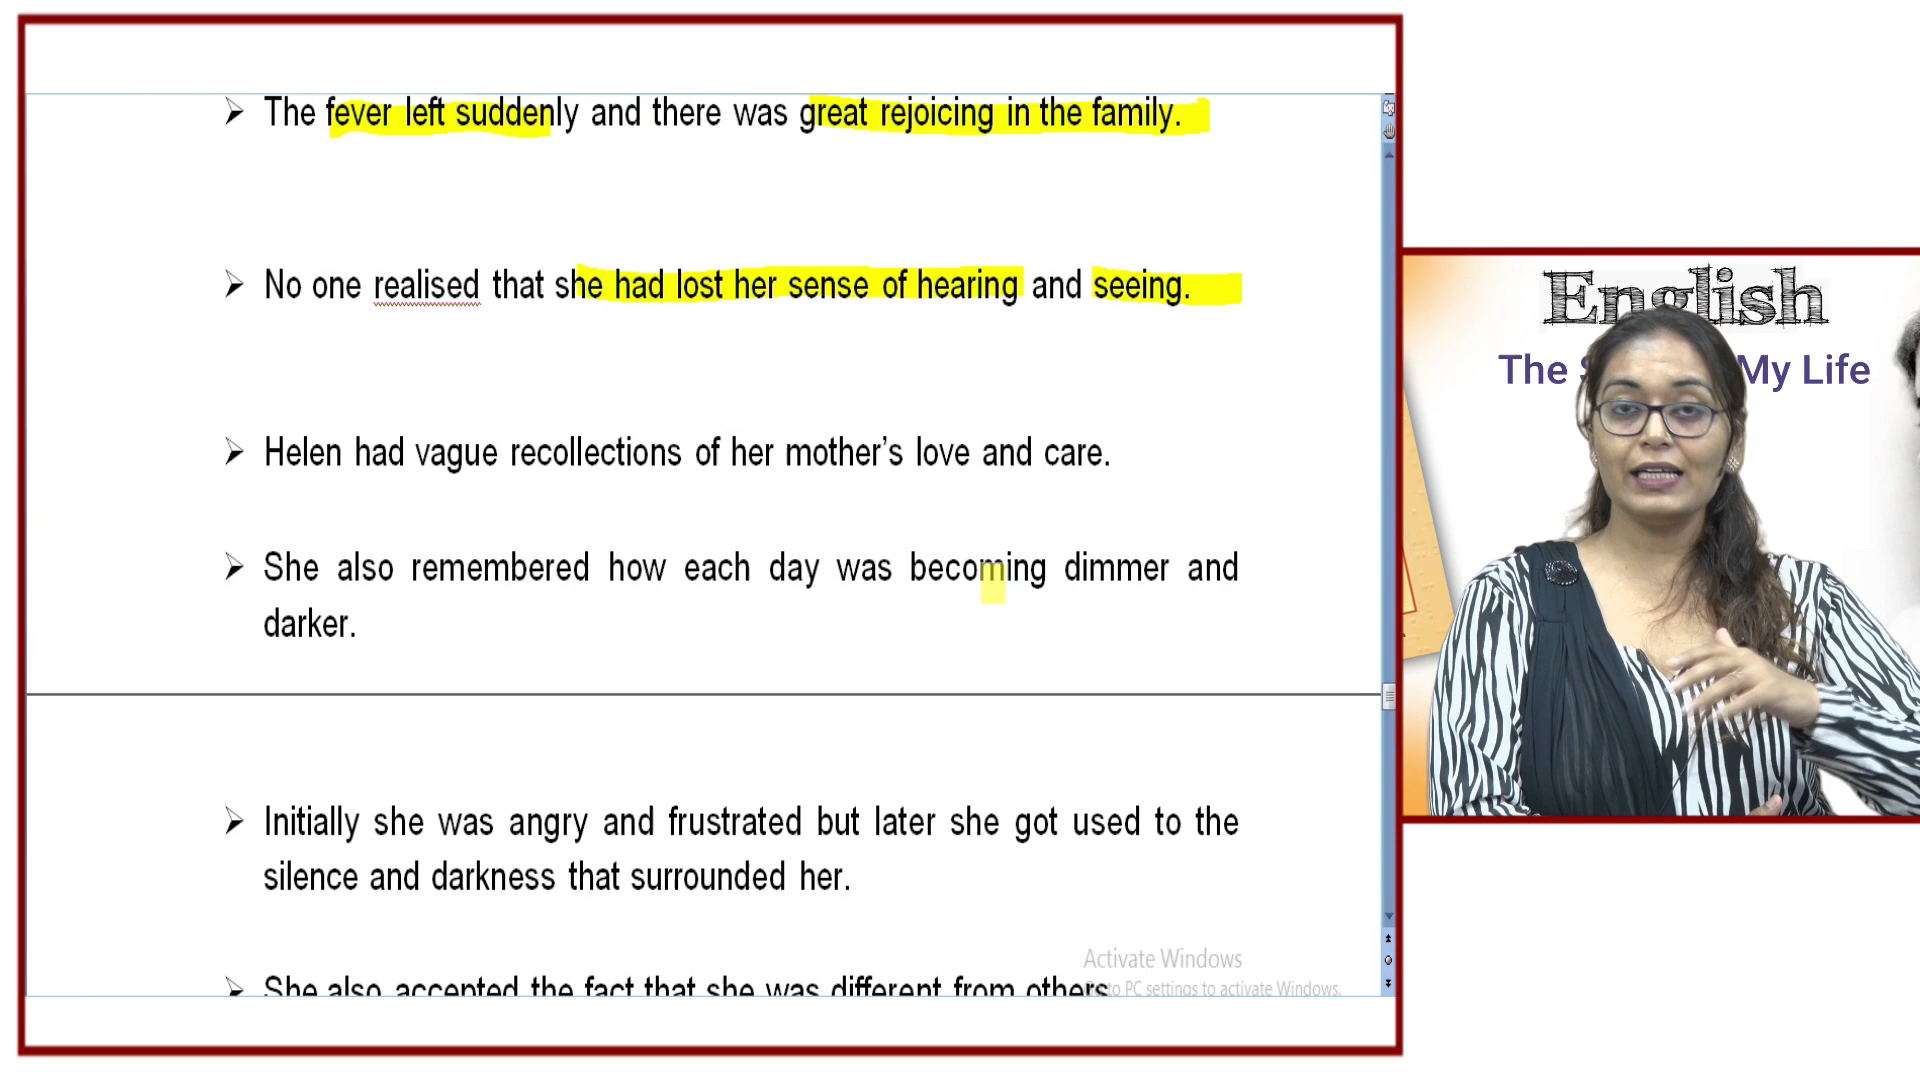 ➤ The fever left suddenly and there was great rejoicing in the family.
➤ No one realised that she had lost her sense of hearing and seeing.
➤ Helen had vague recollections of her mother’s love and care.
➤ She also remembered how each day was becoming dimmer and
darker.
➤ Initially she was angry and frustrated but later she got used to the
silence and darkness that surrounded her.
➤ She also accepted the fact that she was different from others
Activate Windows
to PC settings to activate Windows.
English
The My Life